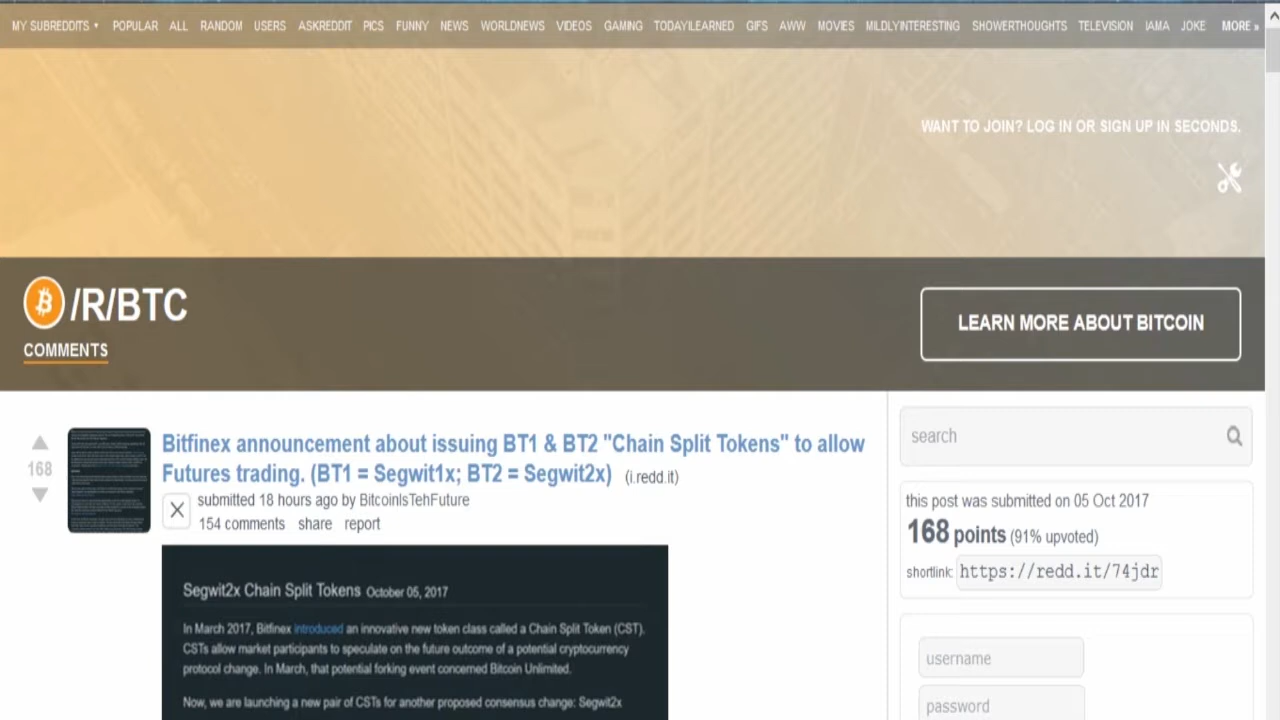 MY SUBREDDITS ▾ POPULAR ALL RANDOM USERS ASKREDDIT PICS FUNNY NEWS WORLDNEWS VIDEOS GAMING TODAYILEARNED GIFS AWW MOVIES MILDLYINTERESTING SHOWERTHOUGHTS TELEVISION IAMA JOKE MORE »
WANT TO JOIN? LOG IN OR SIGN UP IN SECONDS.
/R/BTC
COMMENTS
LEARN MORE ABOUT BITCOIN
168
Bitfinex announcement about issuing BT1 & BT2 "Chain Split Tokens" to allow
Futures trading. (BT1 = Segwit1x; BT2 = Segwit2x) (i.redd.it)
submitted 18 hours ago by BitcoinIsTehFuture
154 comments share report
Segwit2x Chain Split Tokens October 05, 2017
In March 2017, Bitfinex introduced an innovative new token class called a Chain Split Token (CST).
CSTs allow market participants to speculate on the future outcome of a potential cryptocurrency
protocol change. In March, that potential forking event concerned Bitcoin Unlimited.
Now, we are launching a new pair of CSTs for another proposed consensus change: Segwit2x
search
this post was submitted on 05 Oct 2017
168 points (91% upvoted)
shortlink: https://redd.it/74jdr
username
password